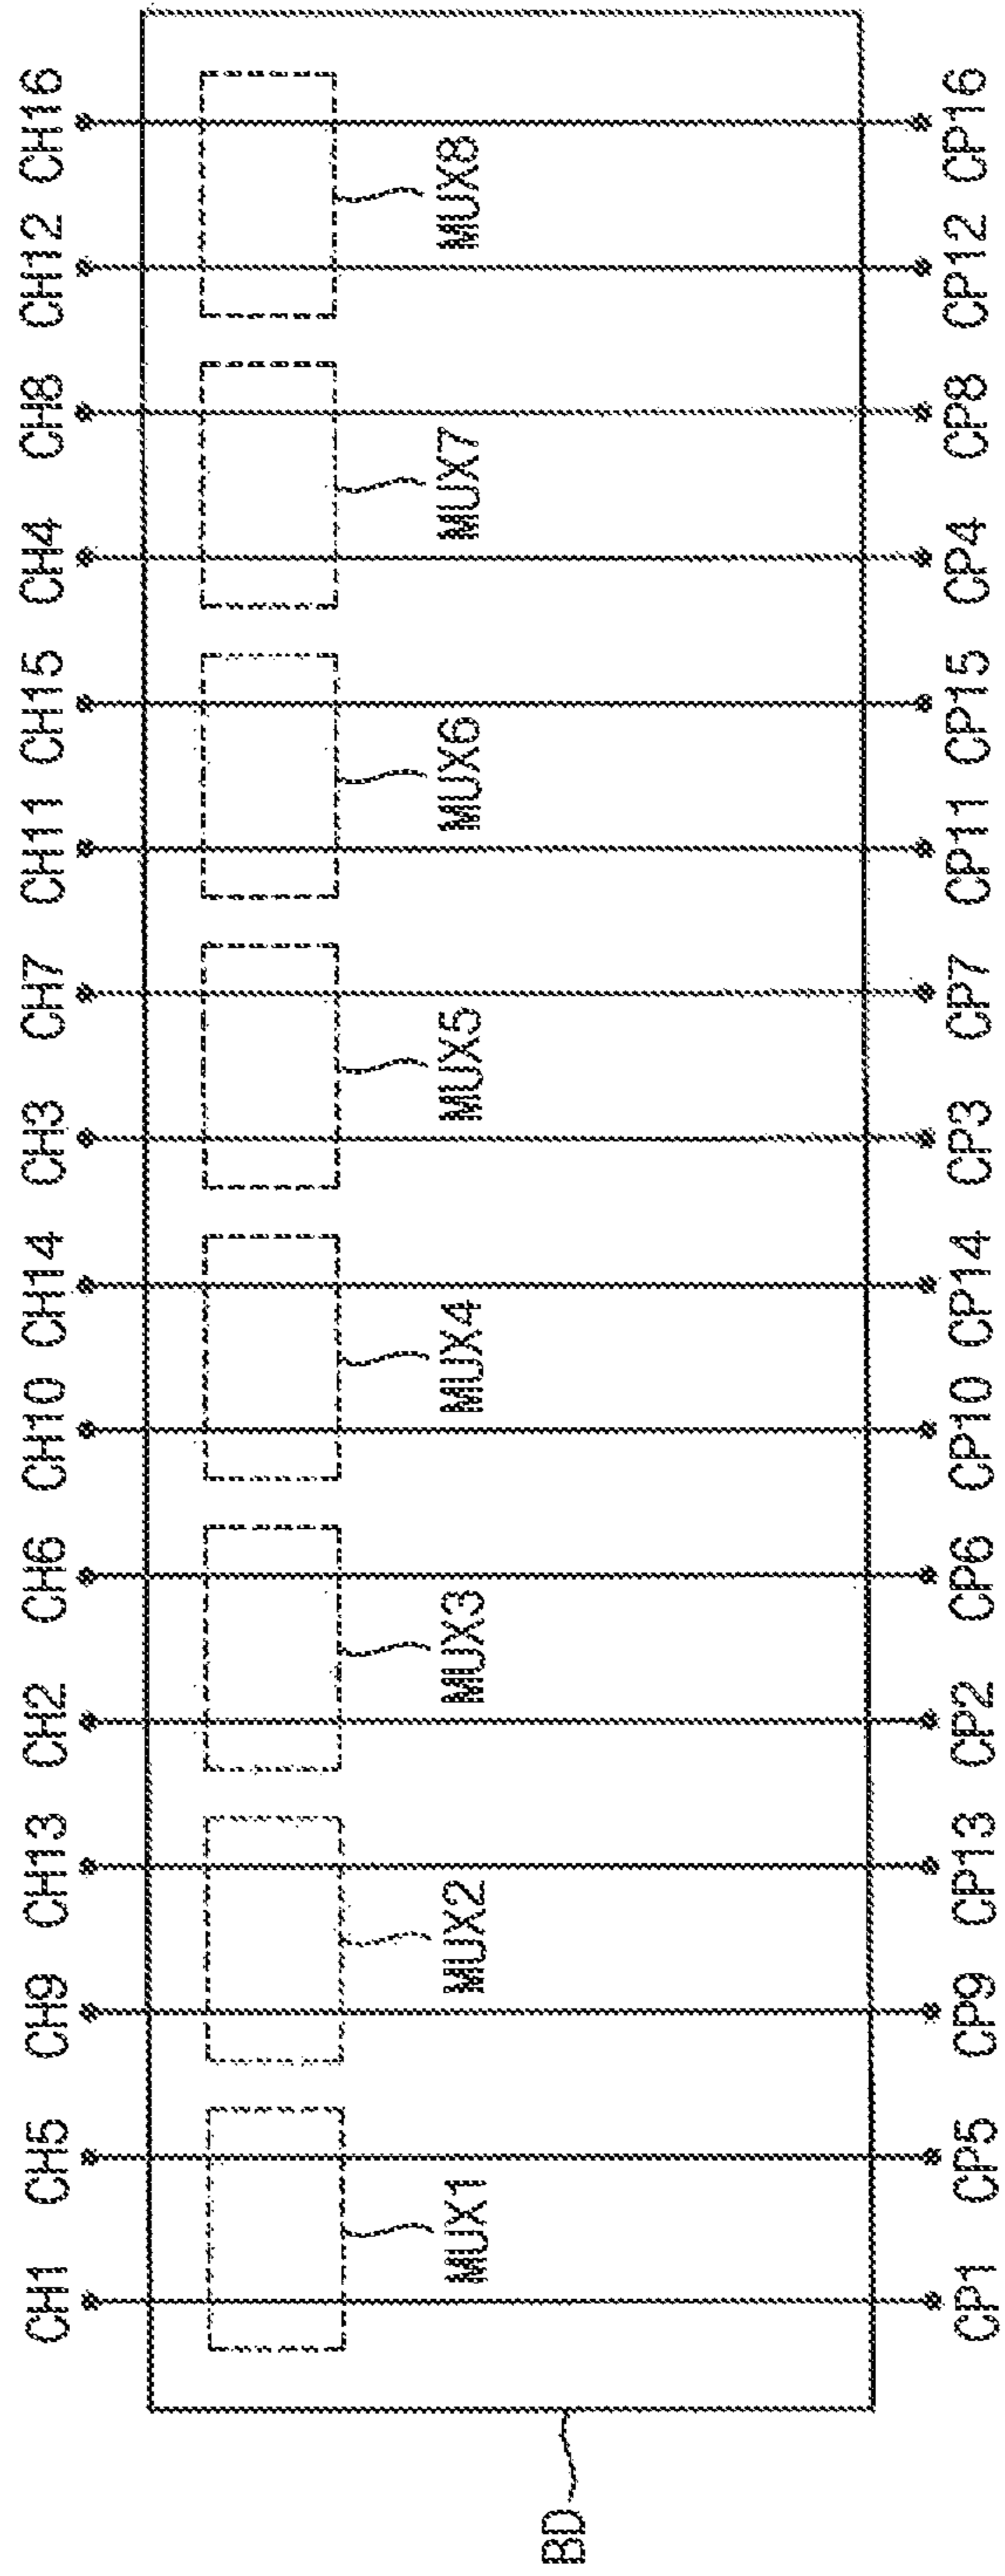 CH1 CH5 CH9 CH13 CH2 CH6 CH10 CH14 CH3 CH7 CH11 CH15 CH4 CH8 CH12 CH16
MUX1 MUX2 MUX3 MUX4 MUX5 MUX6 MUX7 MUX8
BD
CP1 CP5 CP9 CP13 CP2 CP6 CP10 CP14 CP3 CP7 CP11 CP15 CP4 CP8 CP12 CP16